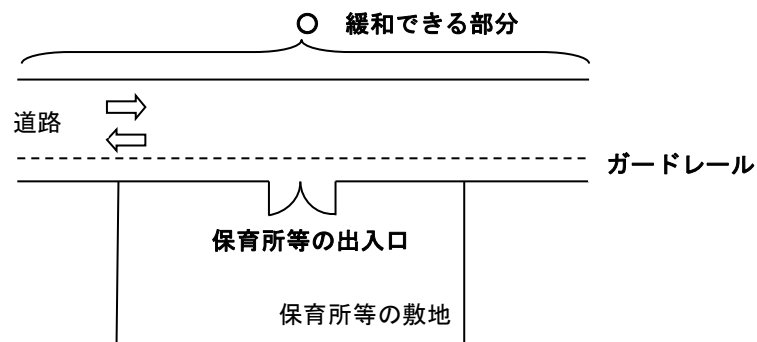 ○ 緩和できる部分
道路
ガードレール
保育所等の出入口
保育所等の敷地